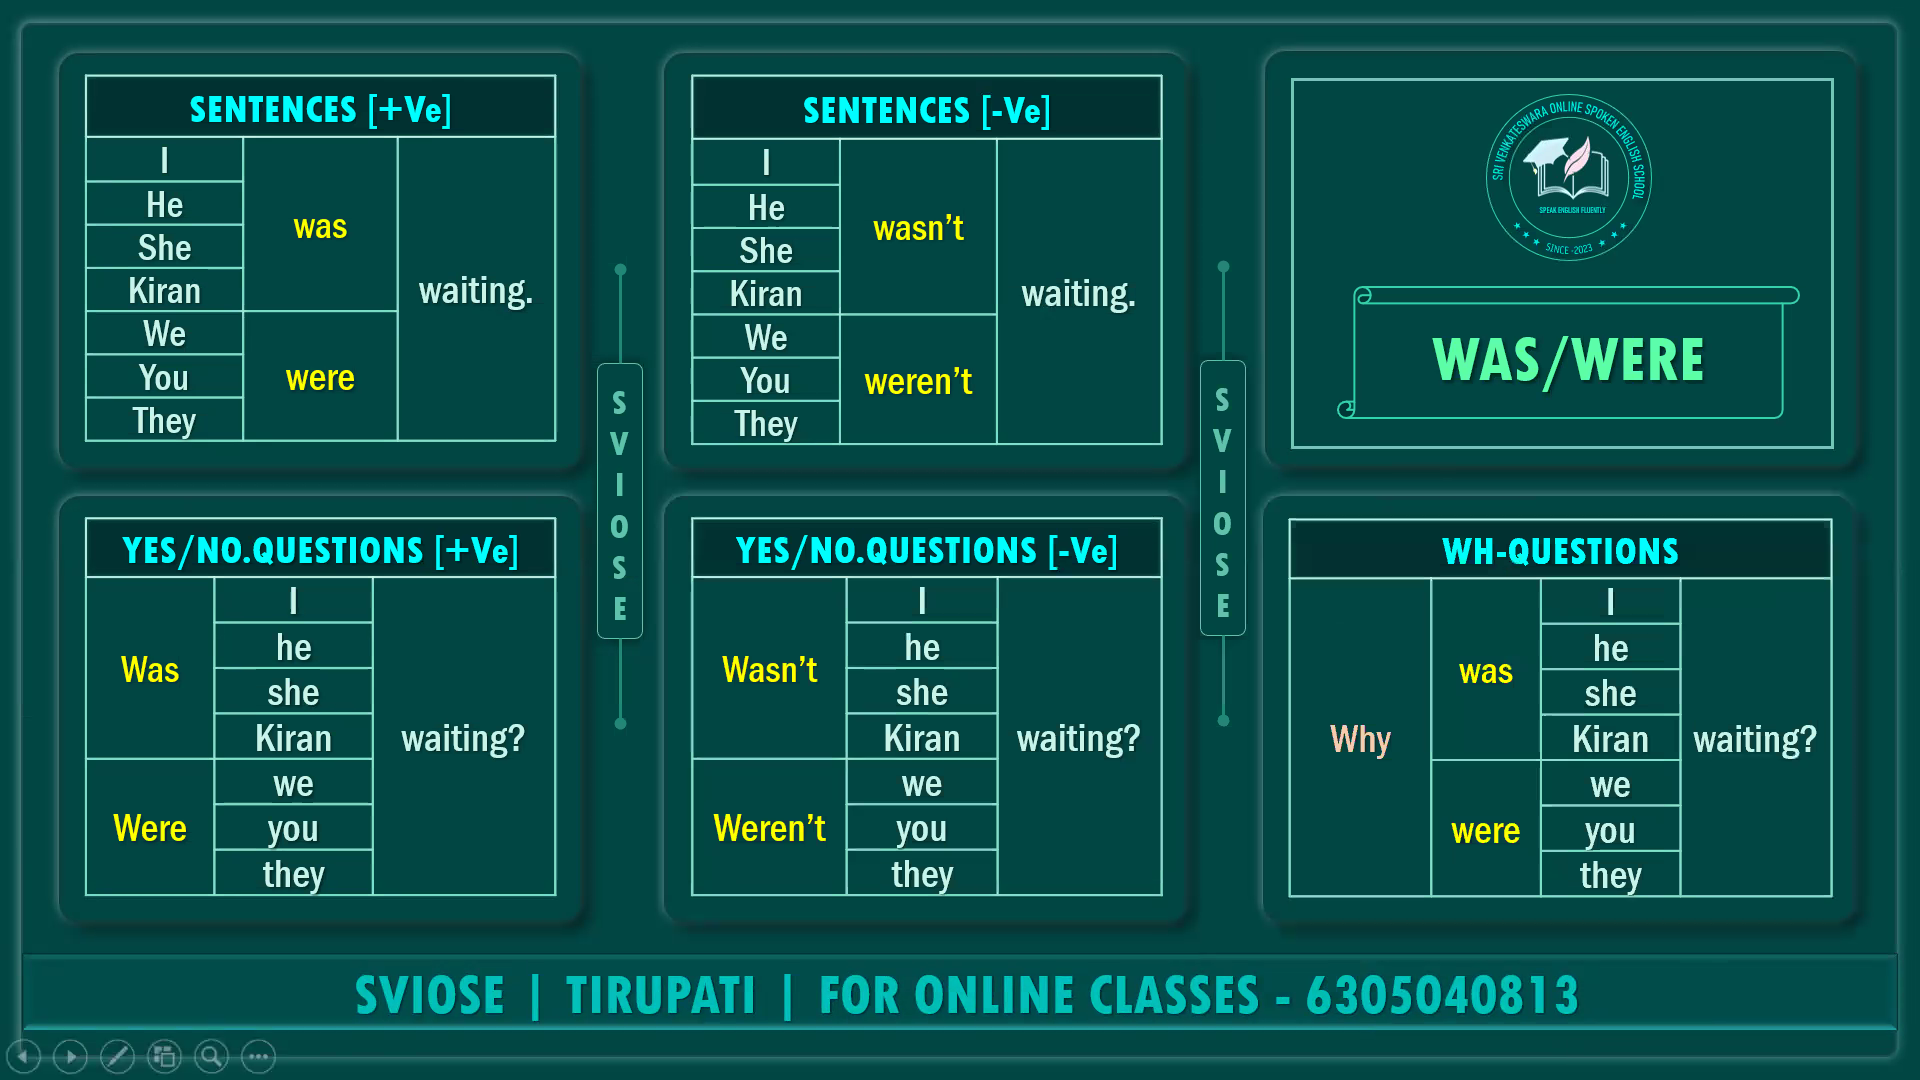 SENTENCES [+Ve]
I
He
She
Kiran
We
You
They
was
were
waiting.
SENTENCES [-Ve]
I
He
She
Kiran
We
You
They
wasn’t
weren’t
waiting.
SRI VENKATESWARA ONLINE SPOKEN ENGLISH SCHOOL
SPEAK ENGLISH FLUENTLY
SINCE -2023
WAS/WERE
S
V
I
O
S
E
S
V
I
O
S
E
YES/NO.QUESTIONS [+Ve]
Was
Were
I
he
she
Kiran
we
you
they
waiting?
YES/NO.QUESTIONS [-Ve]
Wasn’t
Weren’t
I
he
she
Kiran
we
you
they
waiting?
WH-QUESTIONS
Why
was
were
I
he
she
Kiran
we
you
they
waiting?
SVIOSE | TIRUPATI | FOR ONLINE CLASSES - 6305040813